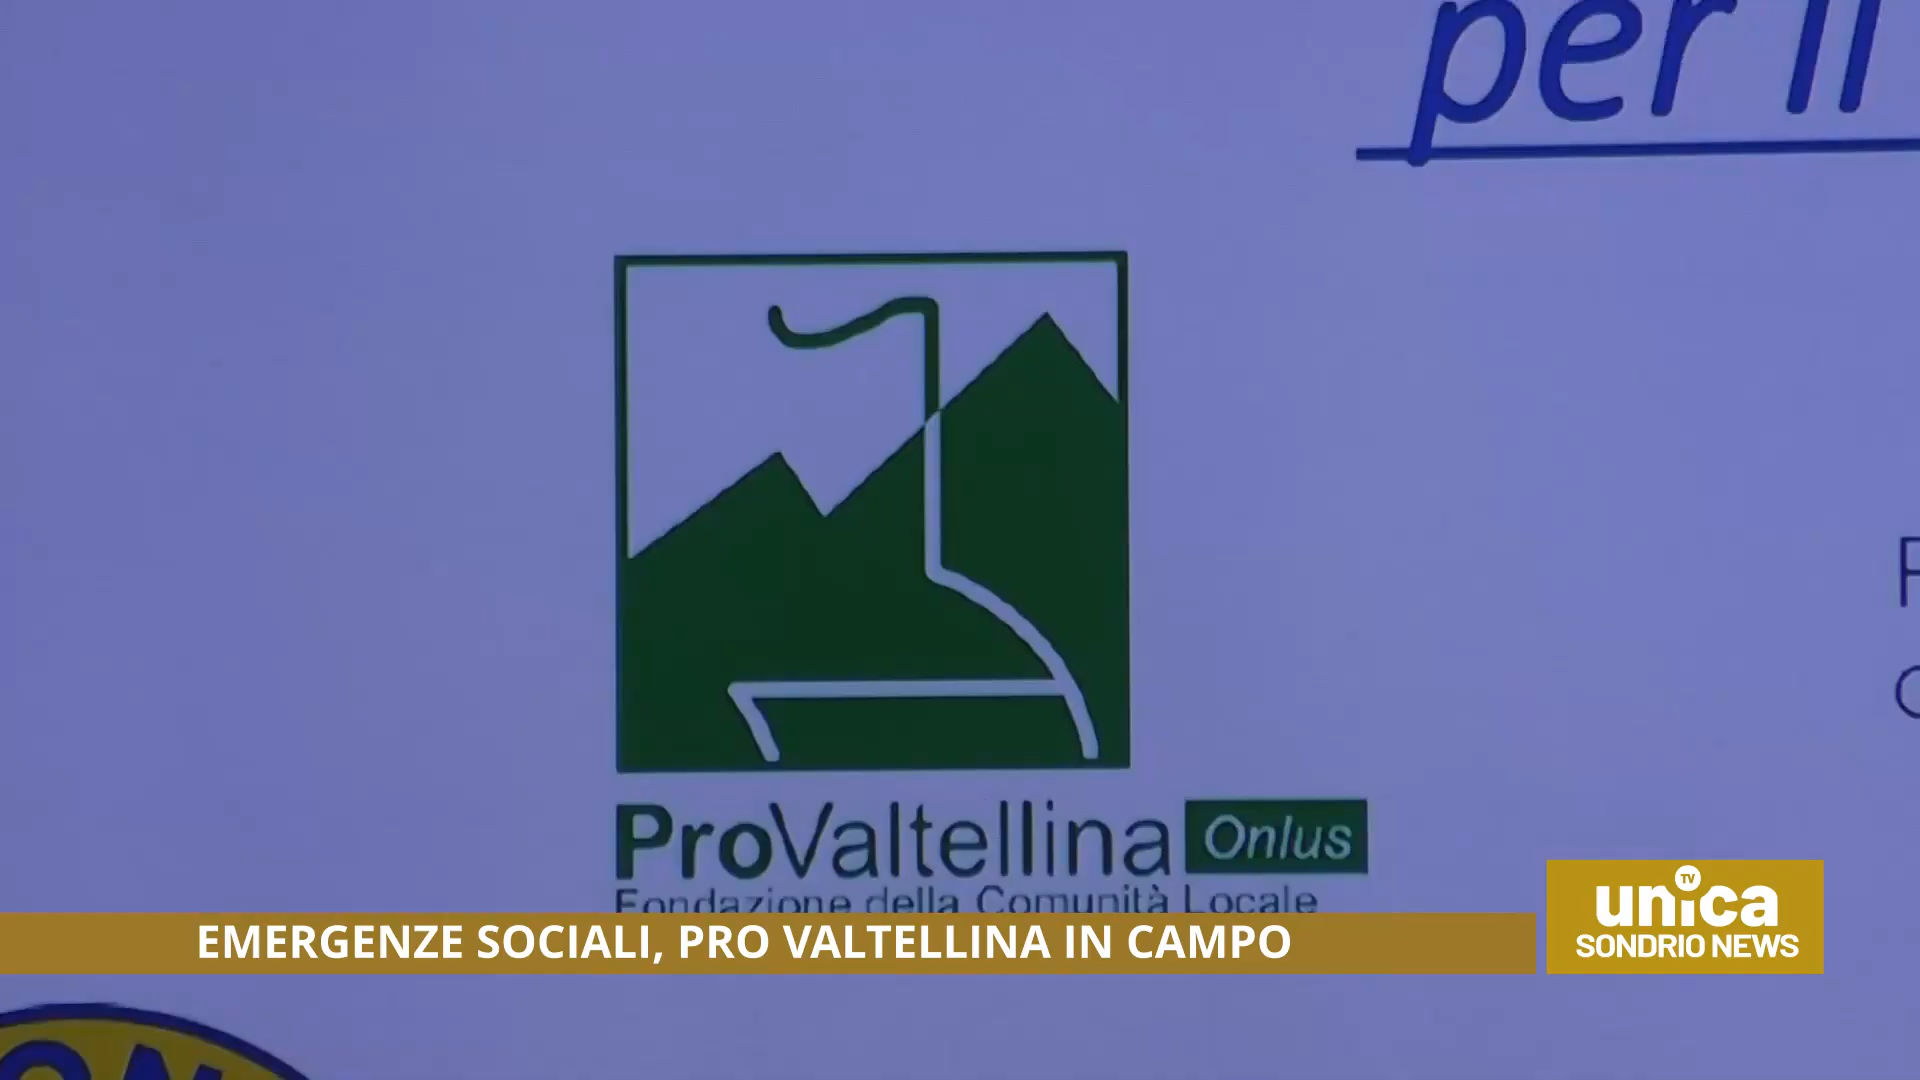 per il
ProValtellina Onlus
Fondazione della Comunità Locale
EMERGENZE SOCIALI, PRO VALTELLINA IN CAMPO
unica TV
SONDRIO NEWS